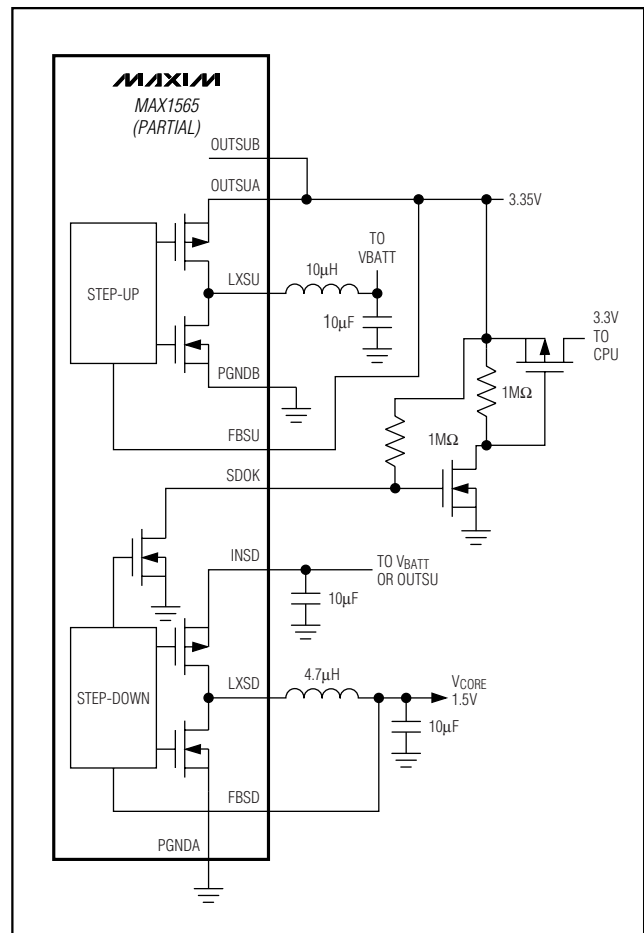 MAXIM
MAX1565
(PARTIAL)
OUTSUB
OUTSUA
3.35V
TO
VBATT
STEP-UP
LXSU
10µH
10µF
3.3V
TO
CPU
PGNDB
1MΩ
FBSU
1MΩ
SDOK
INSD
TO VBATT
OR OUTSU
10µF
STEP-DOWN
LXSD
4.7µH
VCORE
1.5V
10µF
FBSD
PGNDA